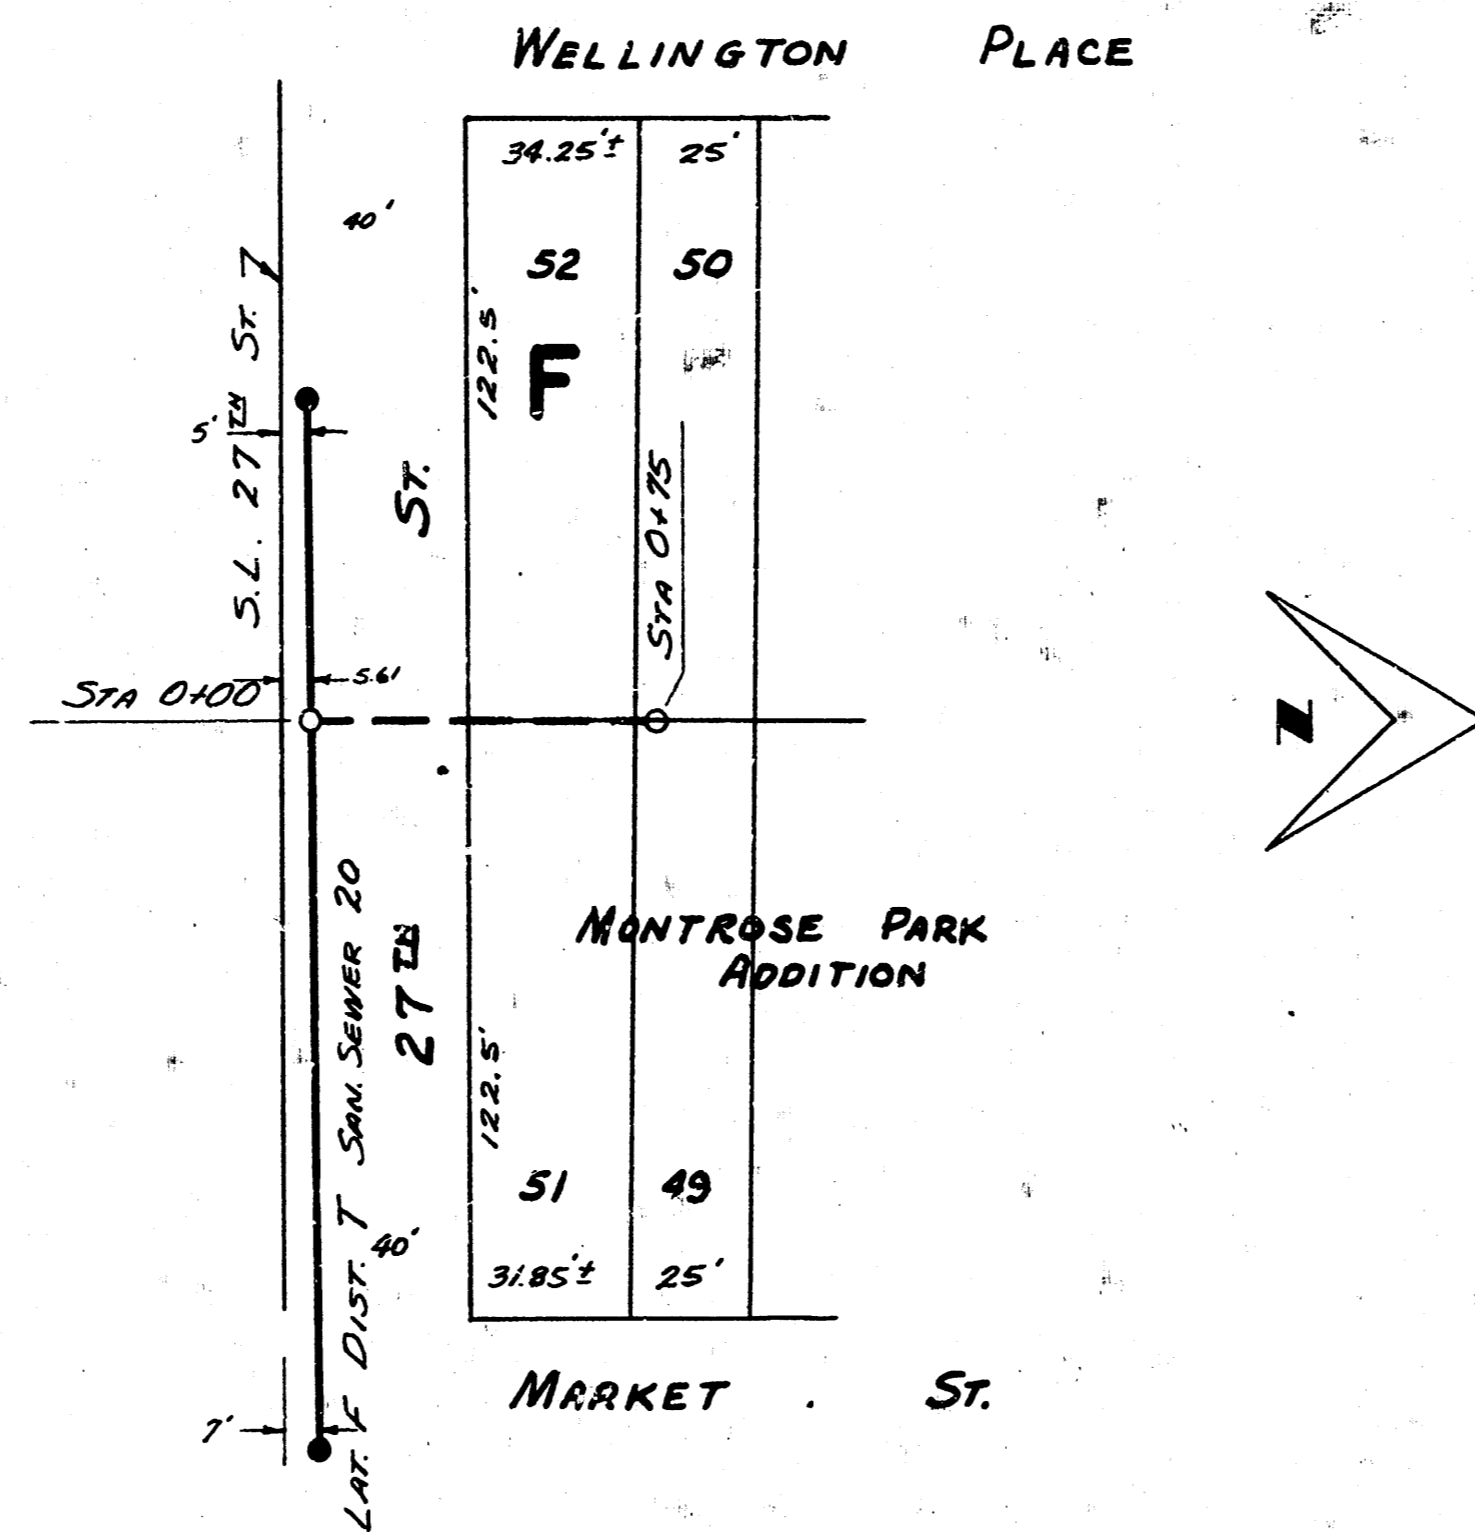 WELLINGTON PLACE
34.25'± 25'
40'
52 50
S.L. 27TH ST.
122.5'
F
5'
ST.
STA 0+75
STA 0+00
5.61
N
LAT. F DIST. T SAN. SEWER 20
27TH
MONTROSE PARK
ADDITION
122.5'
51 49
40'
31.85'± 25'
MARKET ST.
7'